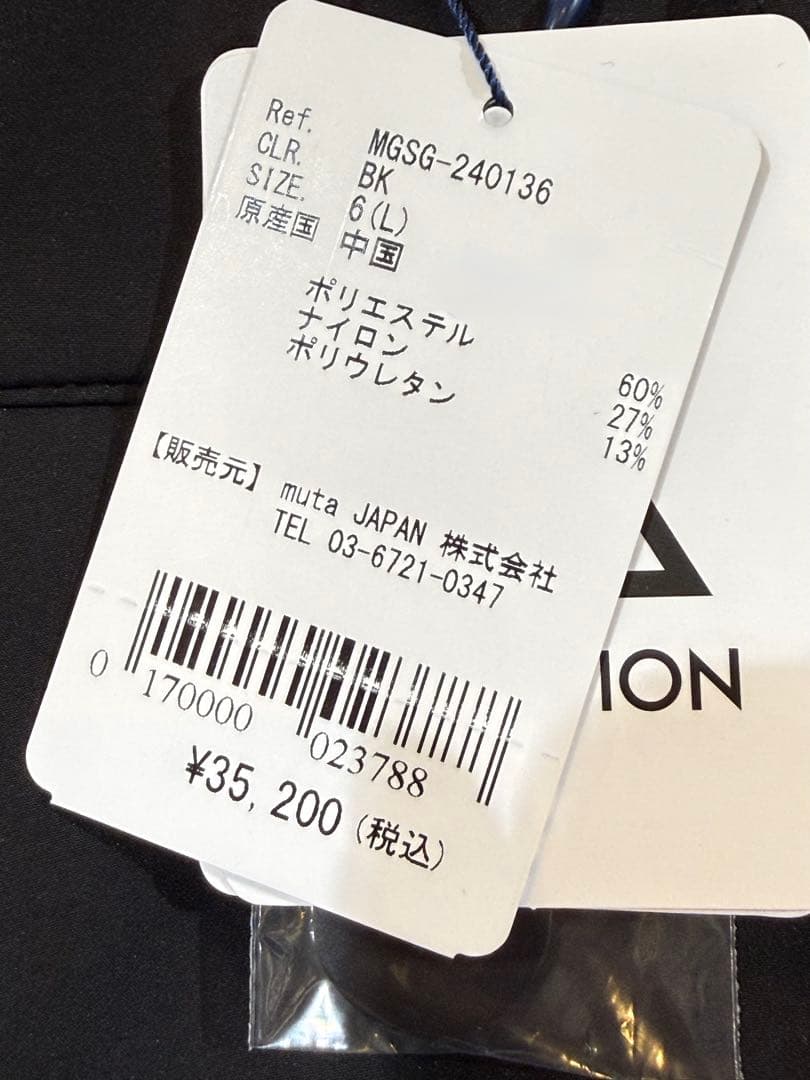 Ref. MGSG-240136
CLR. BK
SIZE. 6(L)
原産国 中国
ポリエステル 60%
ナイロン 27%
ポリウレタン 13%
【販売元】 muta JAPAN 株式会社
TEL 03-6721-0347
0 170000 023788
¥35,200(税込)
ION